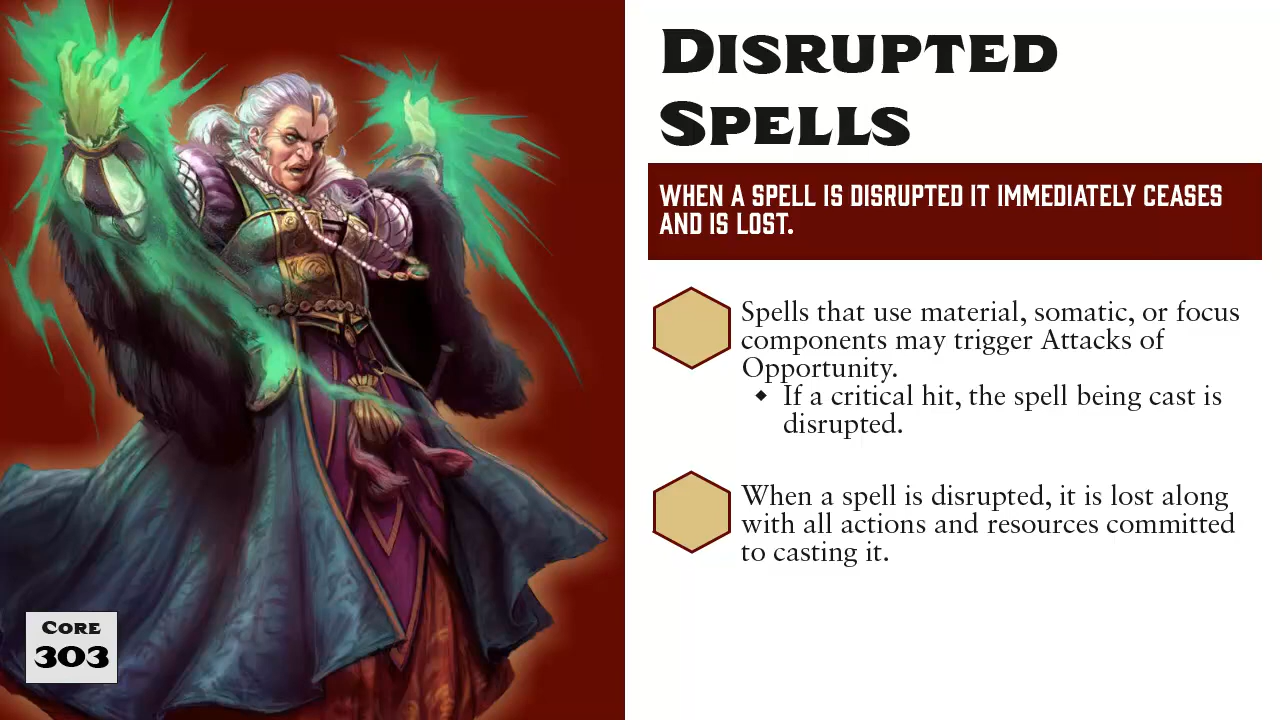 Disrupted
Spells
WHEN A SPELL IS DISRUPTED IT IMMEDIATELY CEASES
AND IS LOST.
Spells that use material, somatic, or focus
components may trigger Attacks of
Opportunity.
◆ If a critical hit, the spell being cast is
disrupted.
When a spell is disrupted, it is lost along
with all actions and resources committed
to casting it.
Core
303